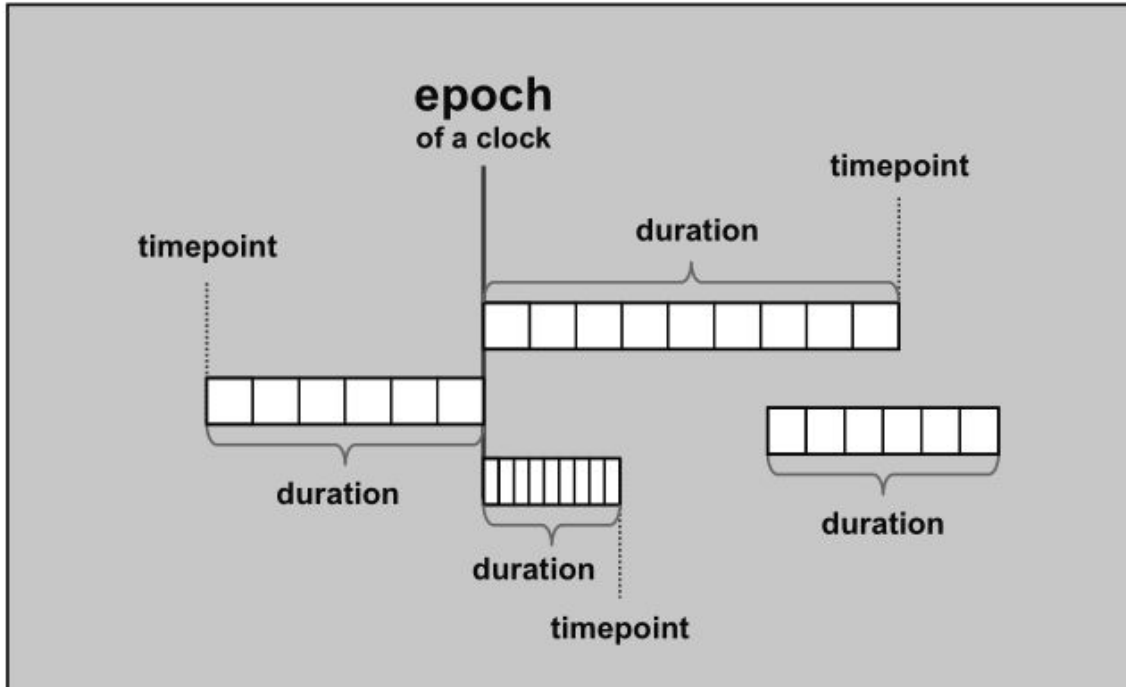 epoch
of a clock
timepoint
duration
timepoint
duration
duration
duration
timepoint